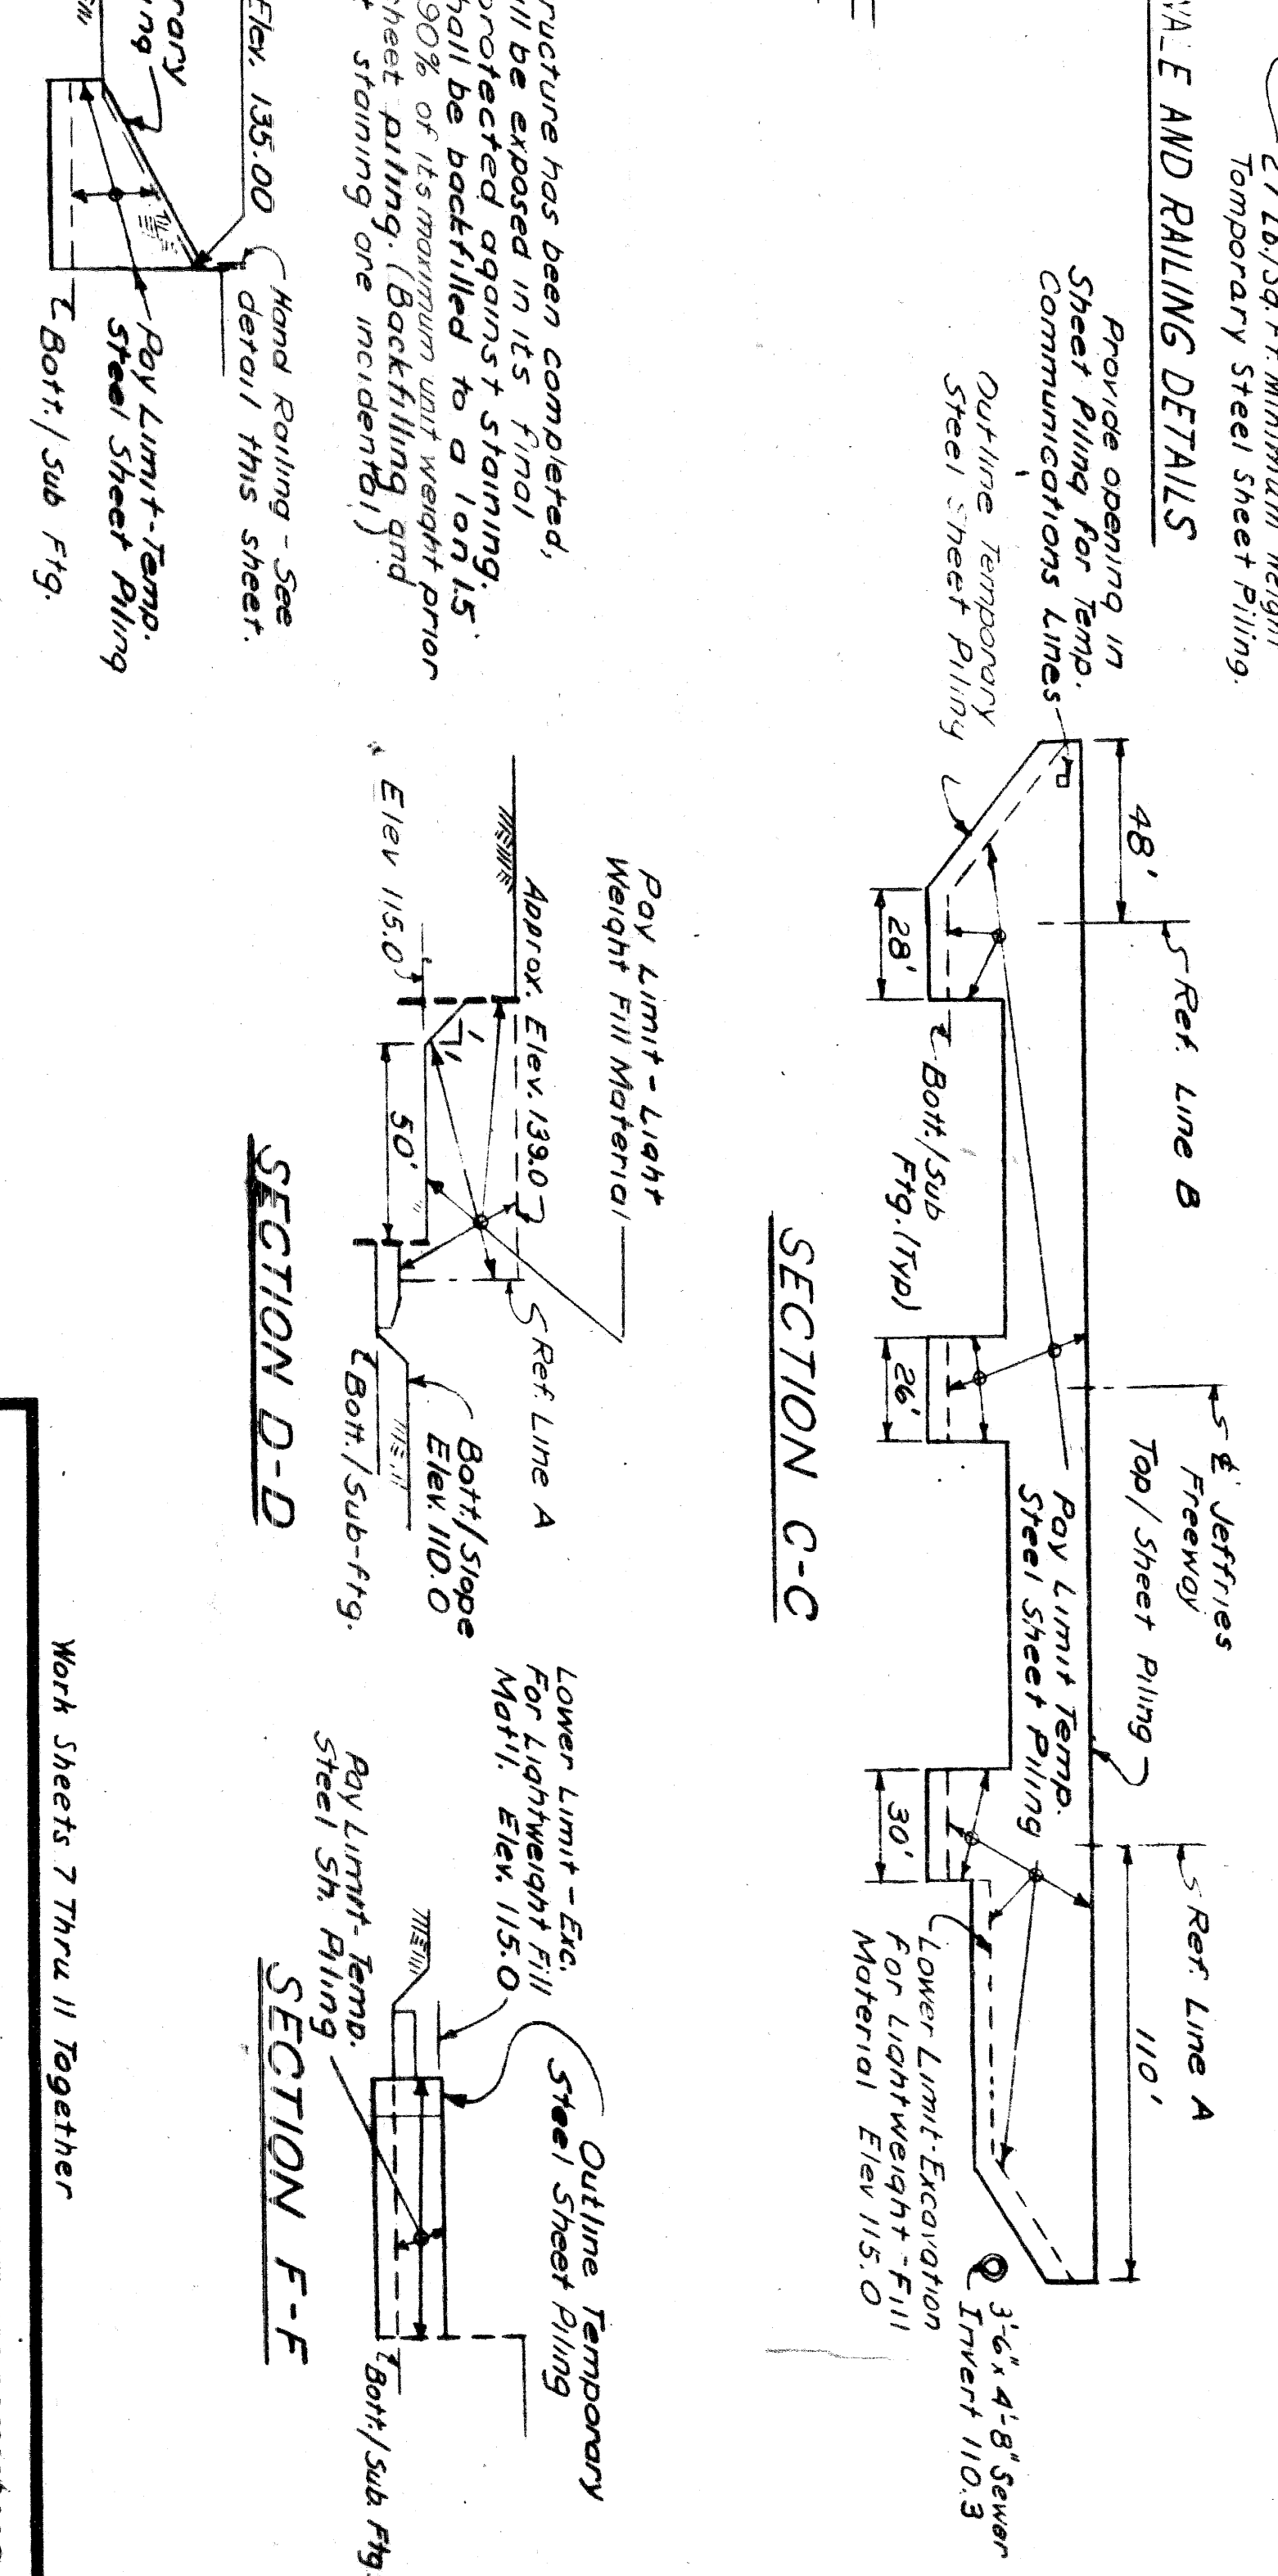 27 Lb./Sq. Ft. Minimum
Temporary Steel Sheet Piling.
AND RAILING DETAILS
Provide opening in
Sheet Piling for Temp.
Communications Lines
Outline Temporary
Steel Sheet Piling
48'
Ref. Line B
28'
Bott./Sub
Ftg. (Typ)
26'
℄ Jeffries
Freeway
Top/Sheet Piling
Pay Limit Temp.
Steel Sheet Piling
30'
Ref. Line A
110'
Lower Limit-Excavation
For Lightweight-Fill
Material Elev 115.0
3'-6" x 4'-8" Sewer
Invert 110.3
SECTION C-C
ructure has been completed,
ill be exposed in its final
protected against staining.
hall be backfilled to a 1 on 1.5
90% of its maximum unit weight prior
heet piling. (Backfilling and
t staining are incidental)
Pay Limit-Light
Weight Fill Material
Approx. Elev. 139.0
Elev 115.0
1
1
50'
Ref. Line A
Bott./Slope
Elev. 110.0
Bott./Sub-ftg.
SECTION D-D
Lower Limit-Exc.
For Lightweight Fill
Mat'l. Elev. 115.0
Pay Limit-Temp.
Steel Sh. Piling
Outline Temporary
Steel Sheet Piling
Bott./Sub. Ftg.
SECTION F-F
Elev. 135.00
Hand Railing-See
detail this sheet.
rary
ing
Pay Limit-Temp.
Steel Sheet Piling
Bott./Sub Ftg.
Work Sheets 7 Thru 11 Together